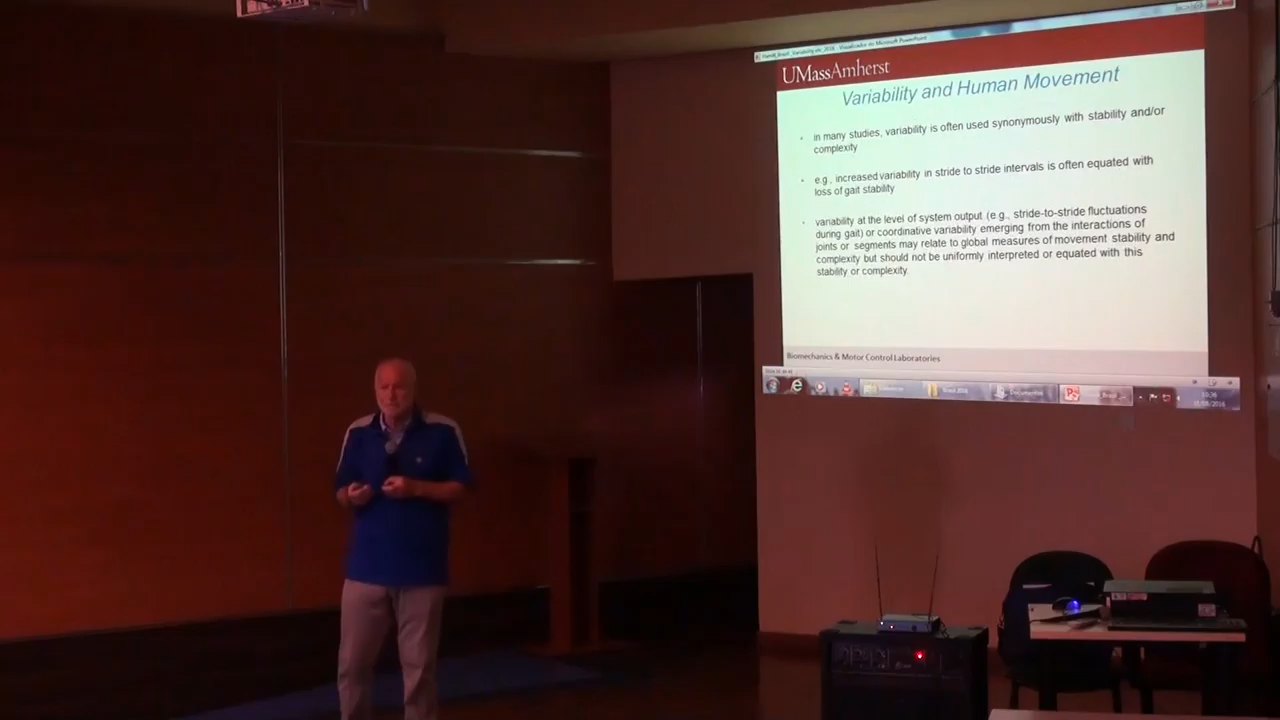 Visualizador do Microsoft PowerPoint
UMassAmherst
Variability and Human Movement
• in many studies, variability is often used synonymously with stability and/or
complexity
• e.g., increased variability in stride to stride intervals is often equated with
loss of gait stability
• variability at the level of system output (e.g., stride-to-stride fluctuations
during gait) or coordinative variability emerging from the interactions of
joints or segments may relate to global measures of movement stability and
complexity but should not be uniformly interpreted or equated with this
stability or complexity.
Biomechanics & Motor Control Laboratories